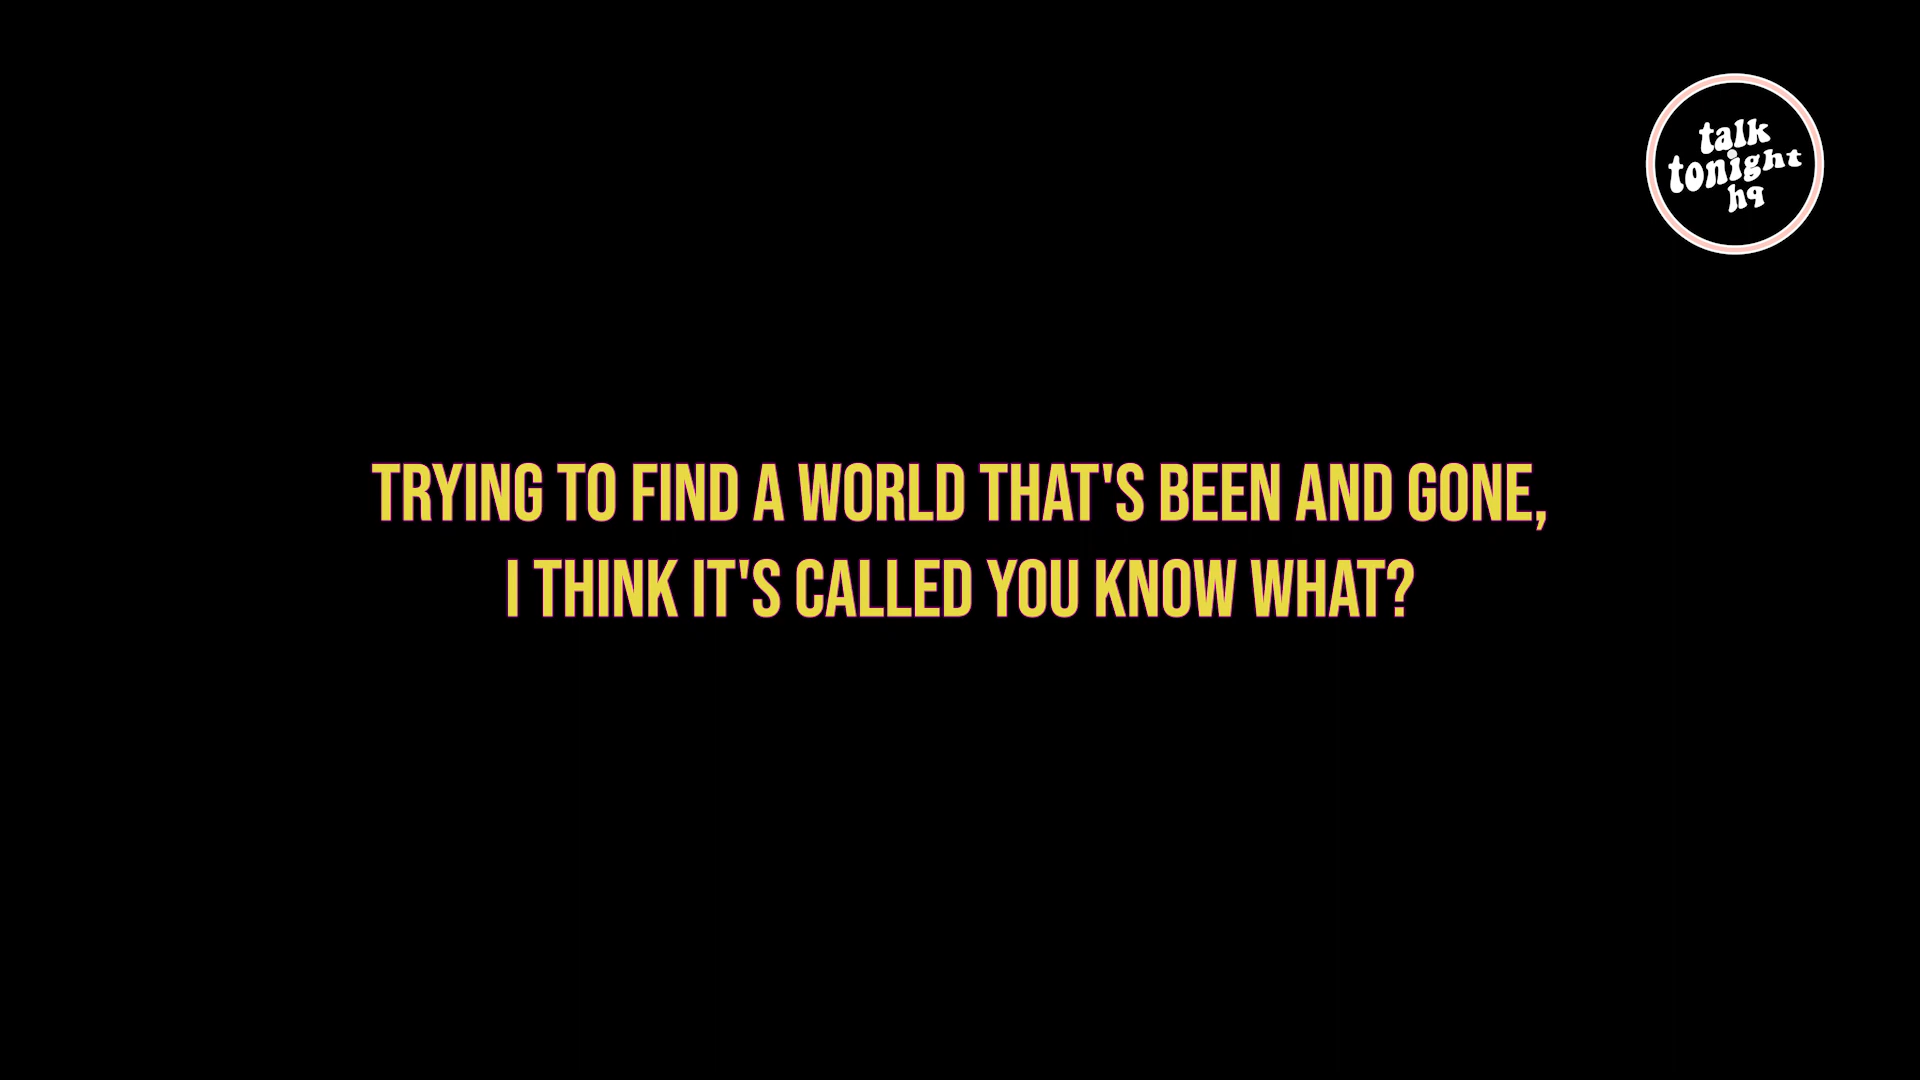 talk
tonight
hq
TRYING TO FIND A WORLD THAT'S BEEN AND GONE,
I THINK IT'S CALLED YOU KNOW WHAT?